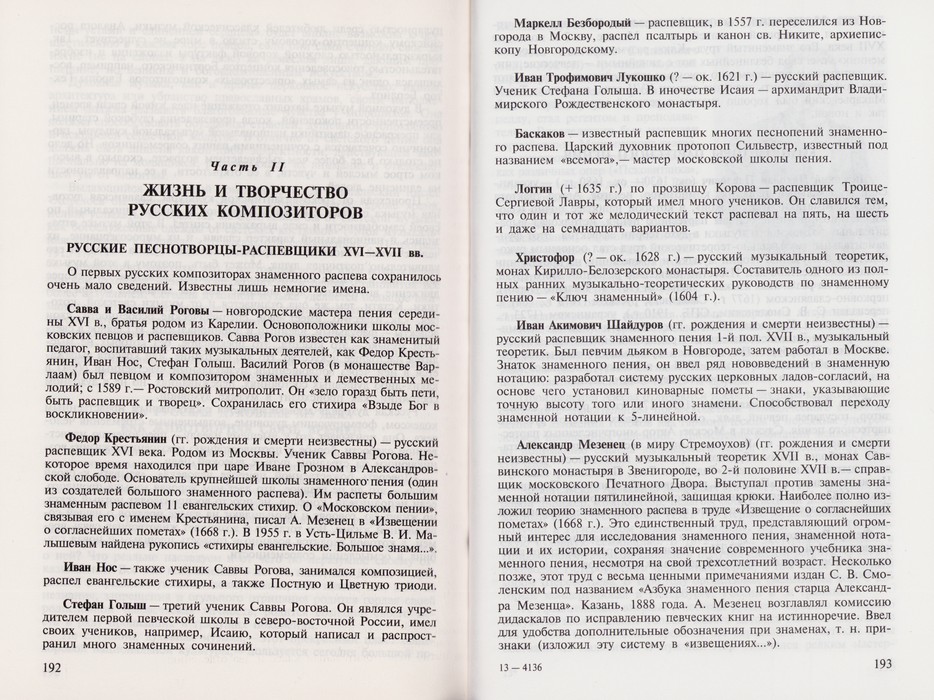 Часть II
ЖИЗНЬ И ТВОРЧЕСТВО
РУССКИХ КОМПОЗИТОРОВ
РУССКИЕ ПЕСНОТВОРЦЫ-РАСПЕВЩИКИ XVI—XVII вв.
О первых русских композиторах знаменного распева сохранилось
очень мало сведений. Известны лишь немногие имена.
Савва и Василий Роговы — новгородские мастера пения середи-
ны XVI в., братья родом из Карелии. Основоположники школы мос-
ковских певцов и распевщиков. Савва Рогов известен как знаменитый
педагог, воспитавший таких музыкальных деятелей, как Федор Кресть-
янин, Иван Нос, Стефан Голыш. Василий Рогов (в монашестве Вар-
лаам) был певцом и композитором знаменных и демественных ме-
лодий; с 1589 г.— Ростовский митрополит. Он «зело горазд быть пети,
быть распевщик и творец». Сохранилась его стихира «Взыде Бог в
воскликновении».
Федор Крестьянин (гг. рождения и смерти неизвестны) — русский
распевщик XVI века. Родом из Москвы. Ученик Саввы Рогова. Не-
которое время находился при царе Иване Грозном в Александров-
ской слободе. Основатель крупнейшей школы знаменного пения (один
из создателей большого знаменного распева). Им распеты большим
знаменным распевом 11 евангельских стихир. О «Московском пении»,
связывая его с именем Крестьянина, писал А. Мезенец в «Извещении
о согласнейших пометах» (1668 г.). В 1955 г. в Усть-Цильме В. И. Ма-
лышевым найдена рукопись «стихиры евангельские. Большое знамя...».
Иван Нос — также ученик Саввы Рогова, занимался композицией,
распел евангельские стихиры, а также Постную и Цветную триоди.
Стефан Голыш — третий ученик Саввы Рогова. Он являлся учре-
дителем первой певческой школы в северо-восточной России, имел
своих учеников, например, Исаию, который написал и распрост-
ранил много знаменных сочинений.
192
Маркелл Безбородый — распевщик, в 1557 г. переселился из Нов-
города в Москву, распел псалтырь и канон св. Никите, архиепис-
копу Новгородскому.
Иван Трофимович Лукошко (? — ок. 1621 г.) — русский распевщик.
Ученик Стефана Голыша. В иночестве Исаия — архимандрит Влади-
мирского Рождественского монастыря.
Баскаков — известный распевщик многих песнопений знаменно-
го распева. Царский духовник протопоп Сильвестр, известный под
названием «всемога»,— мастер московской школы пения.
Логгин (+ 1635 г.) по прозвищу Корова — распевщик Троице-
Сергиевой Лавры, который имел много учеников. Он славился тем,
что один и тот же мелодический текст распевал на пять, на шесть
и даже на семнадцать вариантов.
Христофор (? — ок. 1628 г.) — русский музыкальный теоретик,
монах Кирилло-Белозерского монастыря. Составитель одного из пол-
ных ранних музыкально-теоретических руководств по знаменному
пению — «Ключ знаменный» (1604 г.).
Иван Акимович Шайдуров (гг. рождения и смерти неизвестны) —
русский распевщик знаменного пения 1-й пол. XVII в., музыкальный
теоретик. Был певчим дьяком в Новгороде, затем работал в Москве.
Знаток знаменного пения, он ввел ряд нововведений в знаменную
нотацию; разработал систему русских церковных ладов-согласий, на
основе чего установил киноварные пометы — знаки, указывающие
точную высоту того или иного знамени. Способствовал переходу
знаменной нотации к 5-линейной.
Александр Мезенец (в миру Стремоухов) (гг. рождения и смерти
неизвестны) — русский музыкальный теоретик XVII в., монах Сав-
винского монастыря в Звенигороде, во 2-й половине XVII в.— справ-
щик московского Печатного Двора. Выступал против замены зна-
менной нотации пятилинейной, защищая крюки. Наиболее полно из-
ложил теорию знаменного распева в труде «Извещение о согласнейших
пометах» (1668 г.). Это единственный труд, представляющий огром-
ный интерес для исследования знаменного пения, знаменной нота-
ции и их истории, сохраняя значение современного учебника зна-
менного пения, несмотря на свой трехсотлетний возраст. Несколько
позже, этот труд с весьма ценными примечаниями издан С. В. Смо-
ленским под названием «Азбука знаменного пения старца Александ-
ра Мезенца». Казань, 1888 года. А. Мезенец возглавлял комиссию
дидаскалов по исправлению певческих книг на истинноречие. Ввел
для удобства дополнительные обозначения при знаменах, т. н. при-
знаки (изложил эту систему в «извещениях...»).
13 — 4136
193